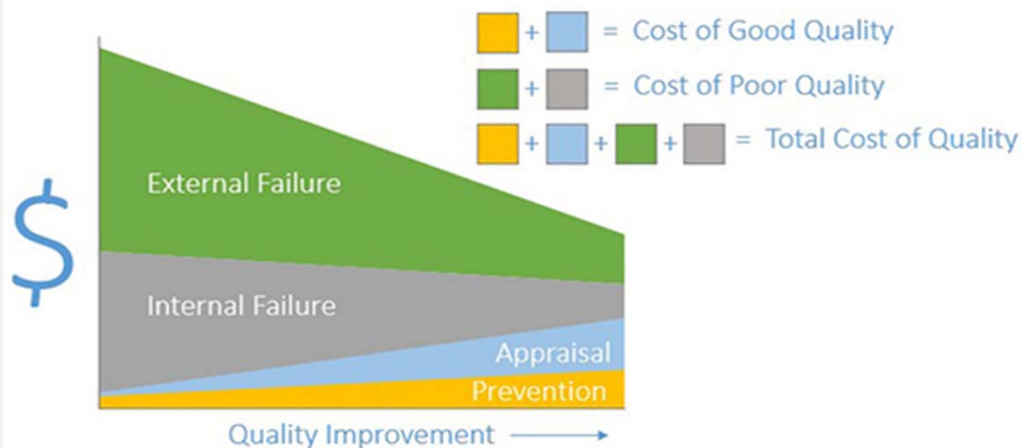 + = Cost of Good Quality
+ = Cost of Poor Quality
+ + + = Total Cost of Quality
$
External Failure
Internal Failure
Appraisal
Prevention
Quality Improvement